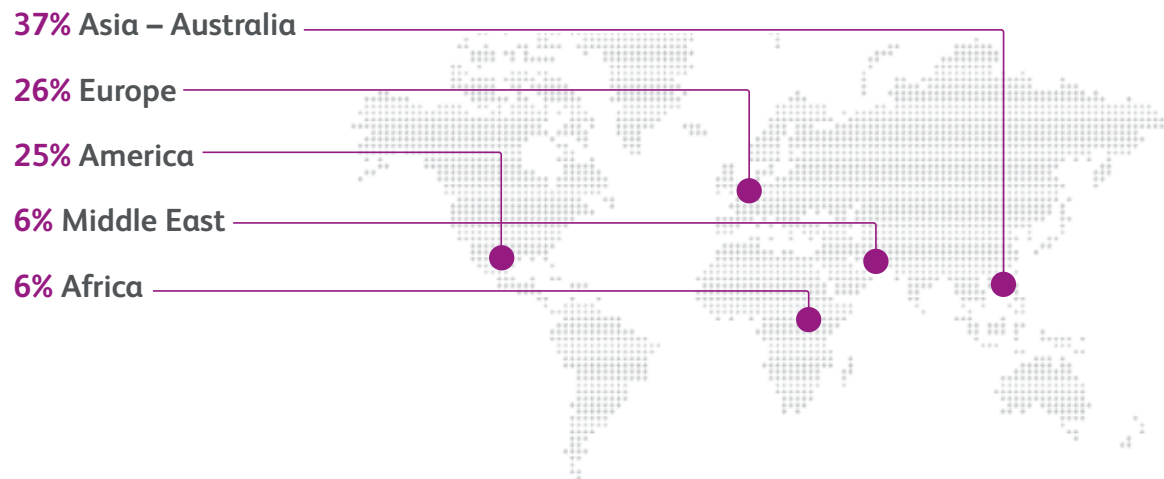 37% Asia – Australia
26% Europe
25% America
6% Middle East
6% Africa